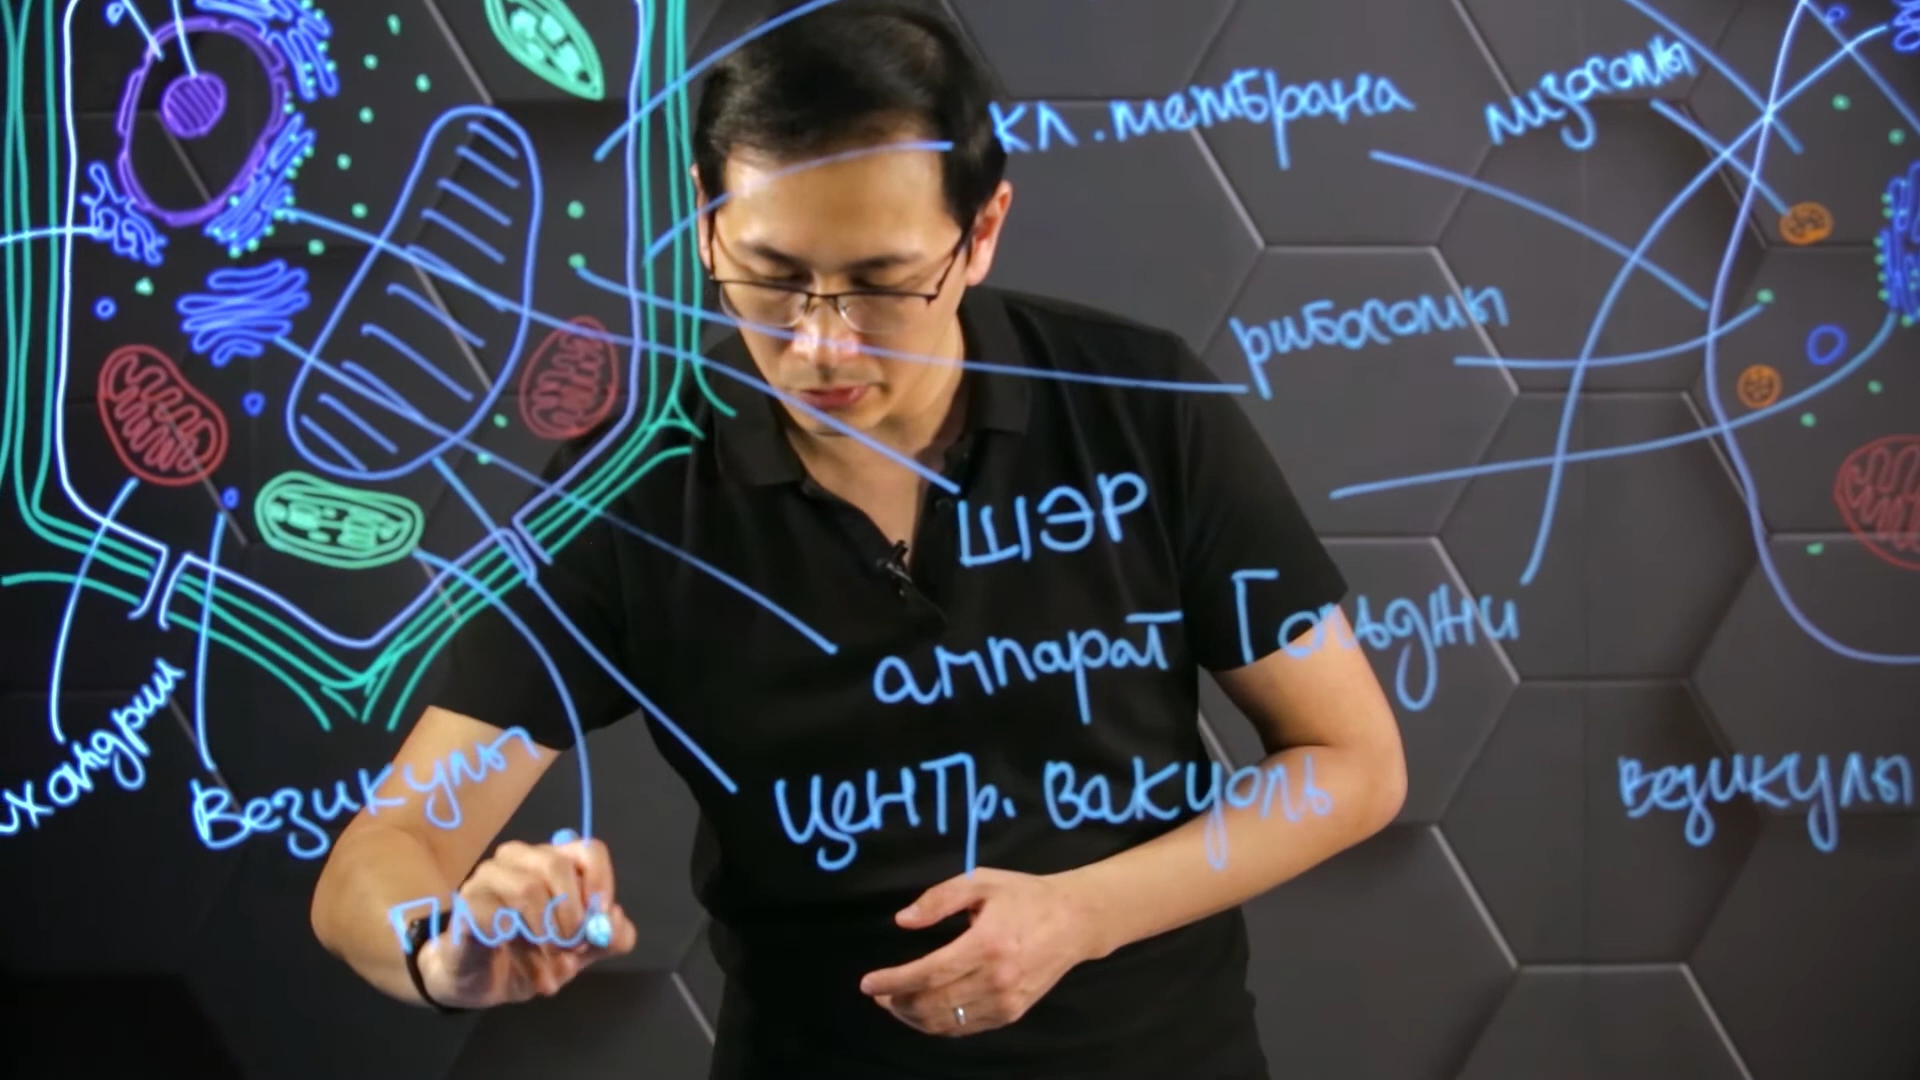 кл. мембрана
лизосомы
рибосомы
ШЭР
аппарат Гольджи
центр. вакуоль
хондрии
везикулы
везикулы
плас